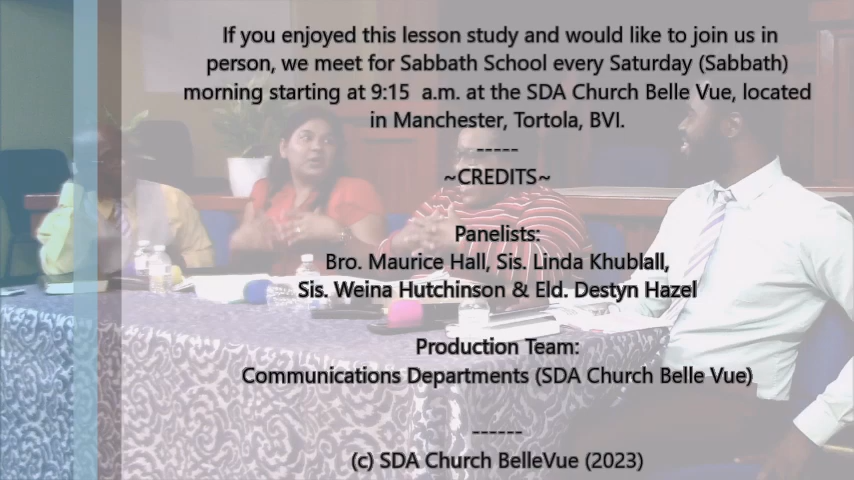 If you enjoyed this lesson study and would like to join us in
person, we meet for Sabbath School every Saturday (Sabbath)
morning starting at 9:15 a.m. at the SDA Church Belle Vue, located
in Manchester, Tortola, BVI.
-----
~CREDITS~
Panelists:
Bro. Maurice Hall, Sis. Linda Khublall,
Sis. Weina Hutchinson & Eld. Destyn Hazel
Production Team:
Communications Departments (SDA Church Belle Vue)
------
(c) SDA Church BelleVue (2023)